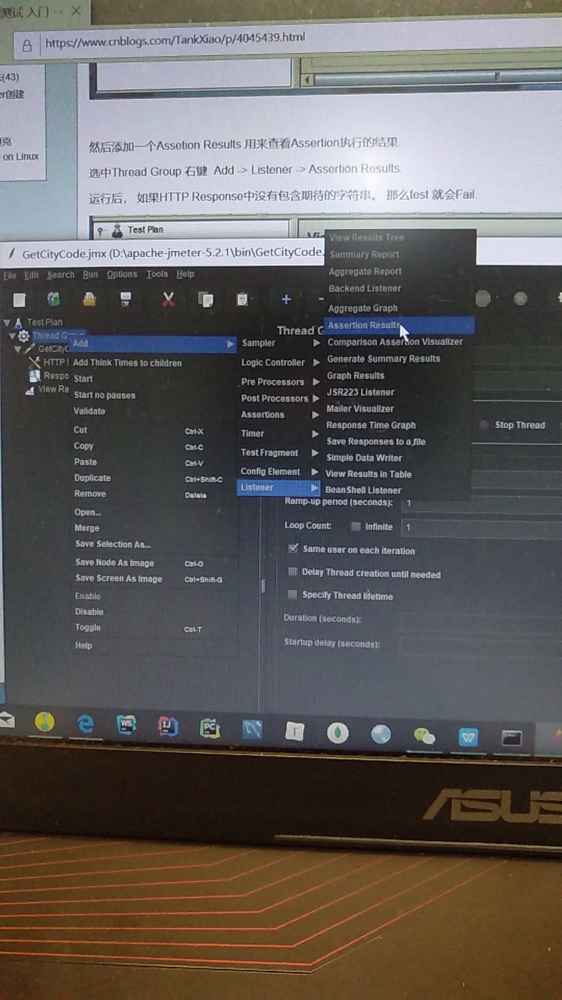 测试 入门 ··
https://www.cnblogs.com/TankXiao/p/4045439.html
(43)
er创建
克
on Linux
然后添加一个Assetion Results 用来查看Assertion执行的结果
选中Thread Group 右键 Add -> Listener -> Assertion Results.
运行后， 如果HTTP Response中没有包含期待的字符串。 那么test 就会Fail.
Test Plan
GetCityCode.jmx (D:\apache-jmeter-5.2.1\bin\GetCityCode.
File Edit Search Run Options Tools Help
Test Plan
Thread G
GetCityC
HTTP
Respo
View Re
Thread G
Add
Add Think Times to children
Start
Start no pauses
Validate
Cut Ctrl-X
Copy Ctrl-C
Paste Ctrl-V
Duplicate Ctrl+Shift-C
Remove Delete
Open...
Merge
Save Selection As...
Save Node As Image Ctrl-G
Save Screen As Image Ctrl+Shift-G
Enable
Disable
Toggle Ctrl-T
Help
Sampler
Logic Controller
Pre Processors
Post Processors
Assertions
Timer
Test Fragment
Config Element
Listener
View Results Tree
Summary Report
Aggregate Report
Backend Listener
Aggregate Graph
Assertion Results
Comparison Assertion Visualizer
Generate Summary Results
Graph Results
JSR223 Listener
Mailer Visualizer
Response Time Graph
Save Responses to a file
Simple Data Writer
View Results in Table
BeanShell Listener
Stop Thread
Ramp-up period (seconds): 1
Loop Count: Infinite 1
Same user on each iteration
Delay Thread creation until needed
Specify Thread lifetime
Duration (seconds):
Startup delay (seconds):
WS
IJ
PC
T
W
ASUS